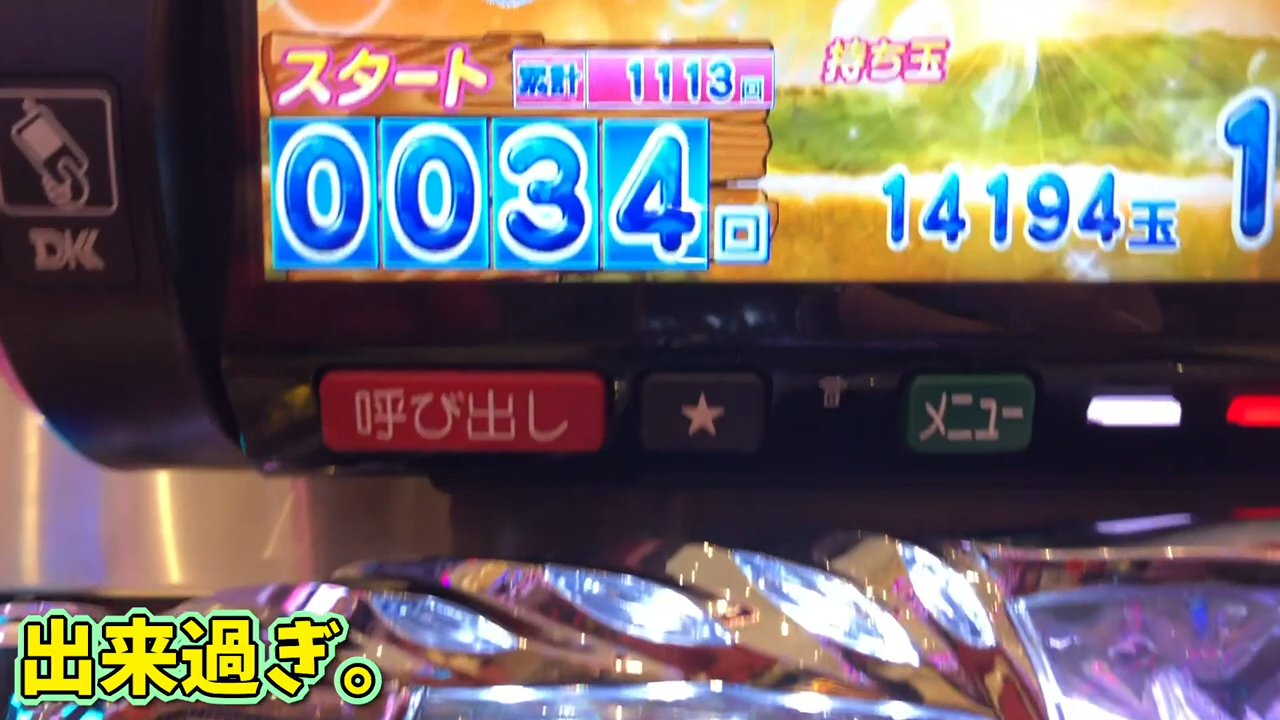 スタート 累計 1113回
持ち玉
0034回
14194玉
1
DK
呼び出し ★ メニュー
出来過ぎ。